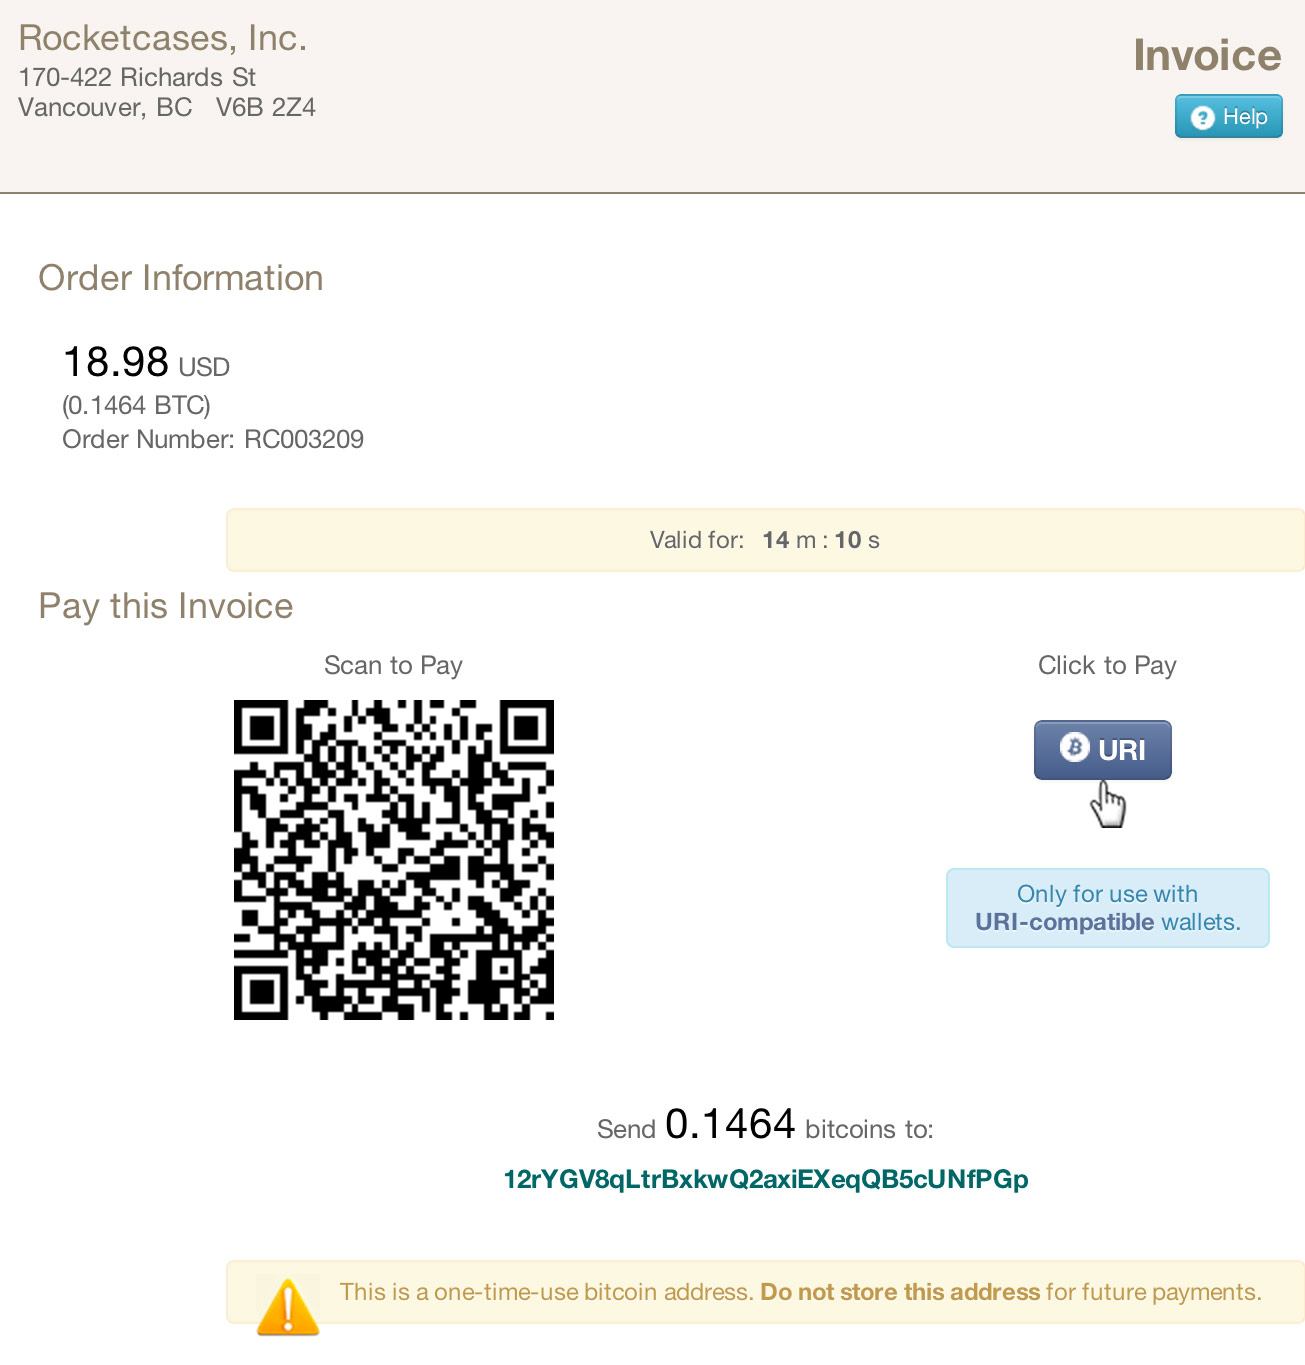 Rocketcases, Inc.
170-422 Richards St
Vancouver, BC V6B 2Z4
Invoice
? Help
Order Information
18.98 USD
(0.1464 BTC)
Order Number: RC003209
Valid for: 14 m : 10 s
Pay this Invoice
Scan to Pay
Click to Pay
URI
Only for use with
URI-compatible wallets.
Send 0.1464 bitcoins to:
12rYGV8qLtrBxkwQ2axiEXeqQB5cUNfPGp
This is a one-time-use bitcoin address. Do not store this address for future payments.